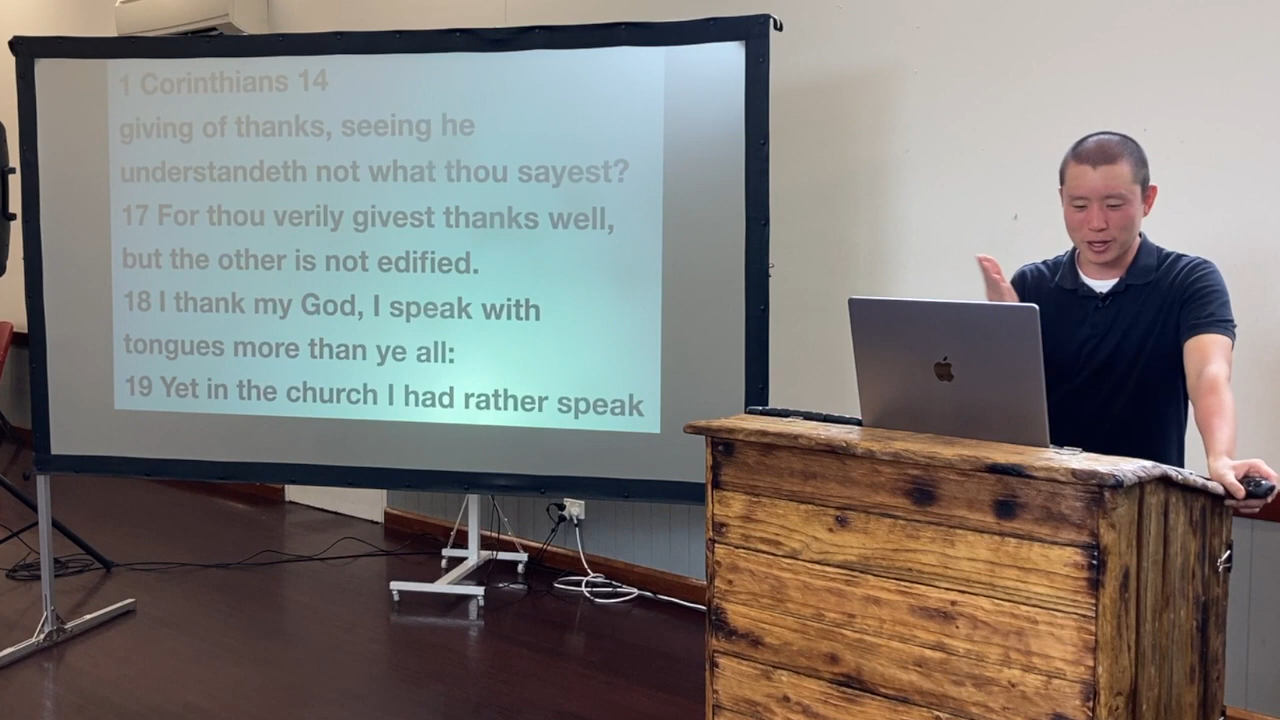 1 Corinthians 14
giving of thanks, seeing he
understandeth not what thou sayest?
17 For thou verily givest thanks well,
but the other is not edified.
18 I thank my God, I speak with
tongues more than ye all:
19 Yet in the church I had rather speak